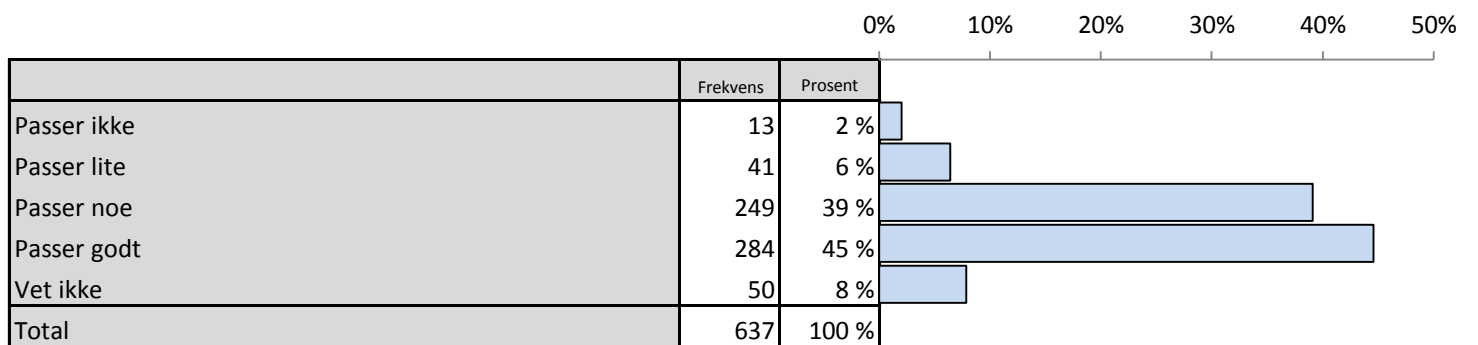 0% 10% 20% 30% 40% 50%
Frekvens Prosent
Passer ikke 13 2 %
Passer lite 41 6 %
Passer noe 249 39 %
Passer godt 284 45 %
Vet ikke 50 8 %
Total 637 100 %